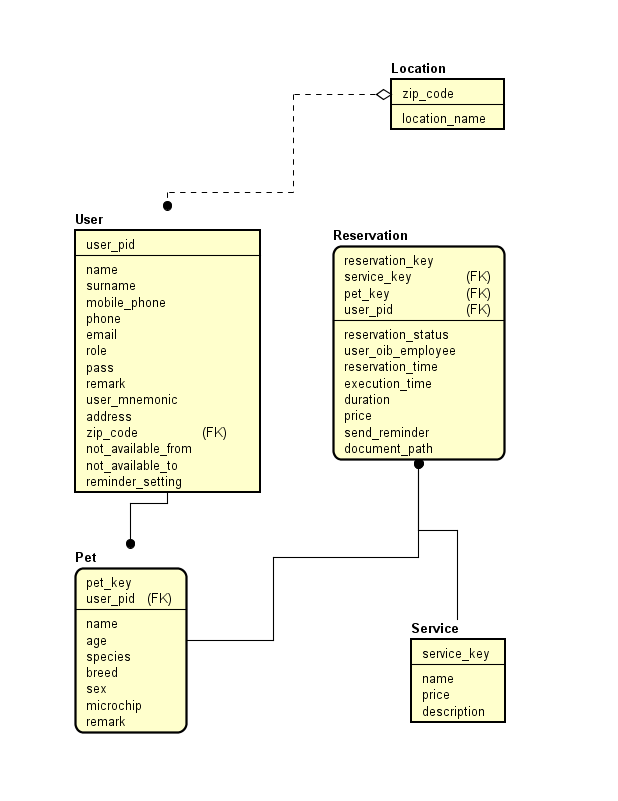 Location
zip_code
location_name
User
user_pid
name
surname
mobile_phone
phone
email
role
pass
remark
user_mnemonic
address
zip_code (FK)
not_available_from
not_available_to
reminder_setting
Reservation
reservation_key
service_key (FK)
pet_key (FK)
user_pid (FK)
reservation_status
user_oib_employee
reservation_time
execution_time
duration
price
send_reminder
document_path
Pet
pet_key
user_pid (FK)
name
age
species
breed
sex
microchip
remark
Service
service_key
name
price
description